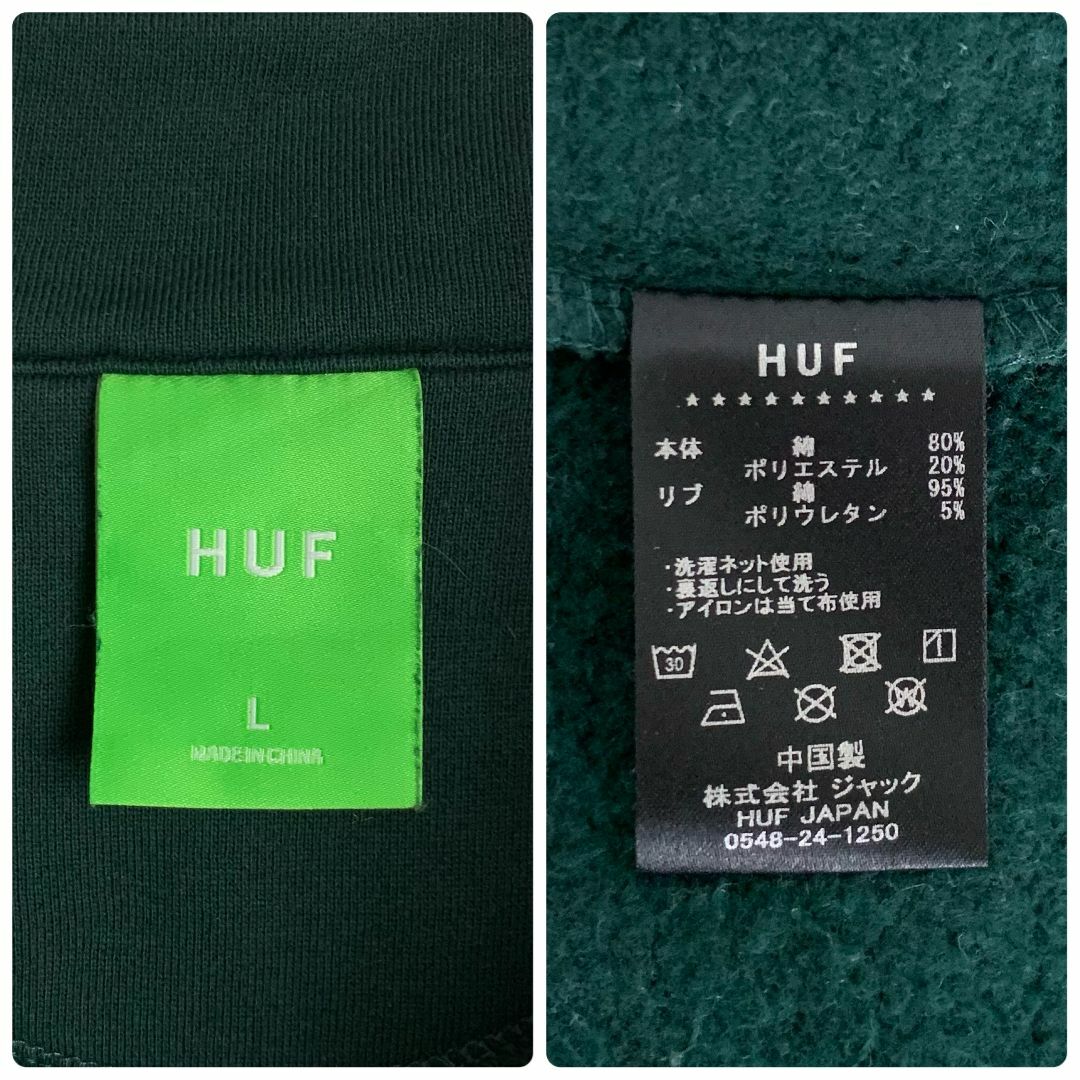 HUF
L
MADE IN CHINA
HUF
本体 綿 80%
ポリエステル 20%
リブ 綿 95%
ポリウレタン 5%
・洗濯ネット使用
・裏返しにして洗う
・アイロンは当て布使用
30
1
W
中国製
株式会社 ジャック
HUF JAPAN
0548-24-1250